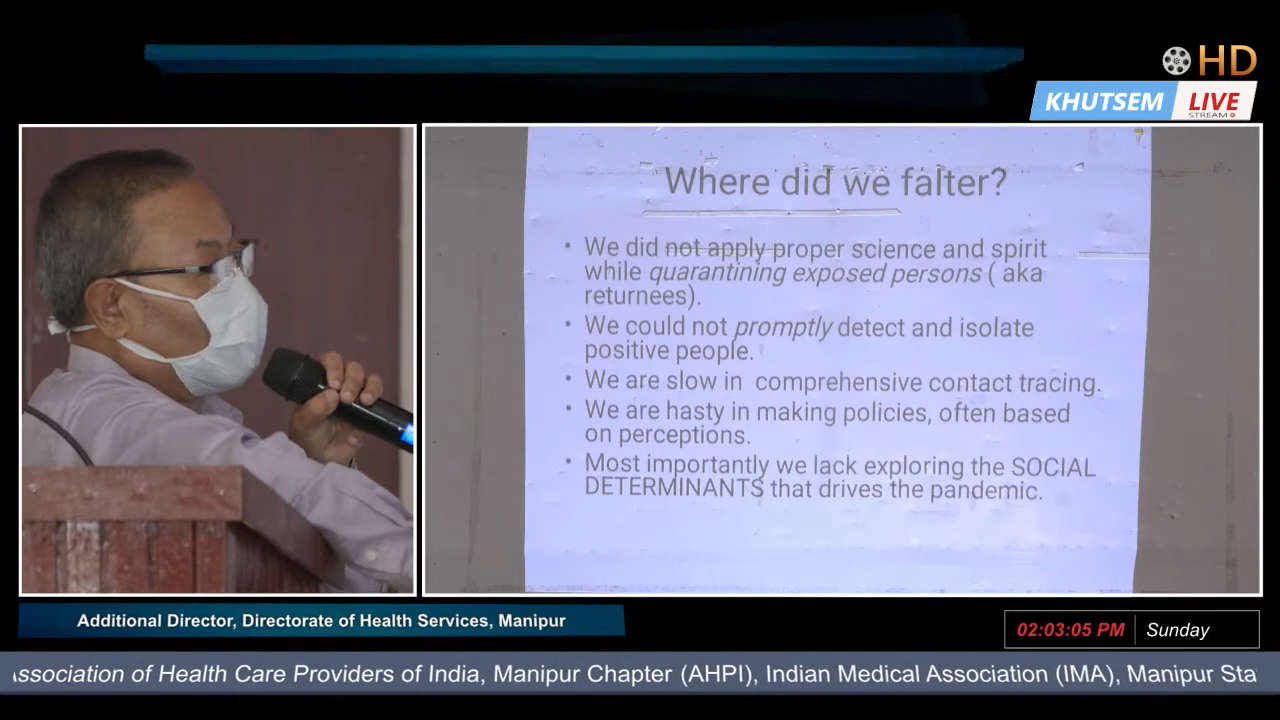 HD
KHUTSEM LIVE
STREAM
Where did we falter?
• We did not apply proper science and spirit
while quarantining exposed persons ( aka
returnees).
• We could not promptly detect and isolate
positive people.
• We are slow in comprehensive contact tracing.
• We are hasty in making policies, often based
on perceptions.
• Most importantly we lack exploring the SOCIAL
DETERMINANTS that drives the pandemic.
Additional Director, Directorate of Health Services, Manipur
02:03:05 PM Sunday
ssociation of Health Care Providers of India, Manipur Chapter (AHPI), Indian Medical Association (IMA), Manipur Sta